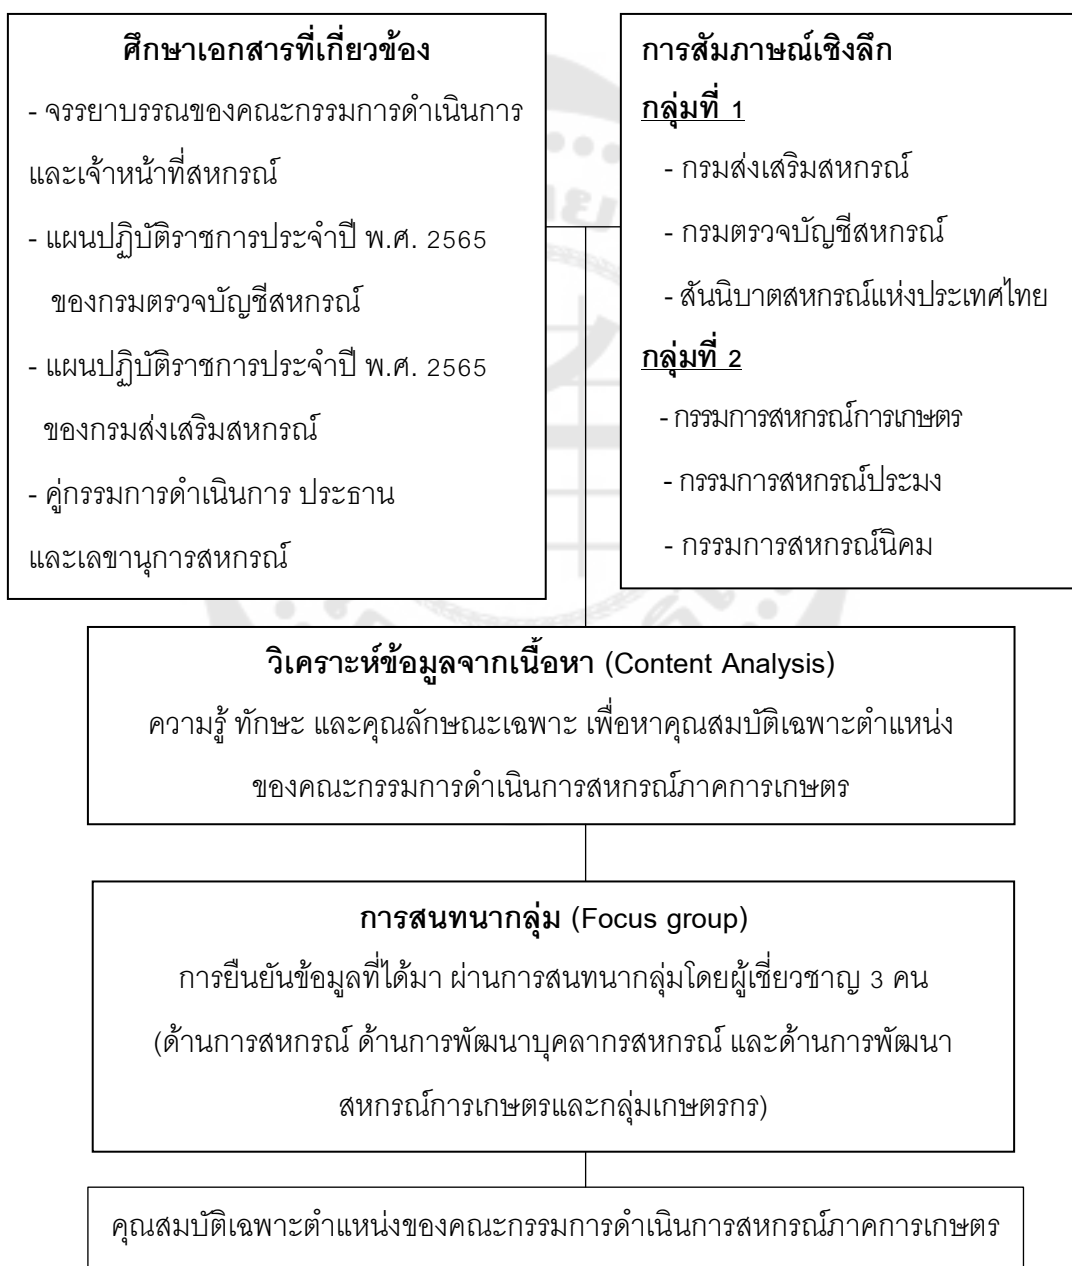 ศึกษาเอกสารที่เกี่ยวข้อง
- จรรยาบรรณของคณะกรรมการดำเนินการ
และเจ้าหน้าที่สหกรณ์
- แผนปฏิบัติราชการประจำปี พ.ศ. 2565
ของกรมตรวจบัญชีสหกรณ์
- แผนปฏิบัติราชการประจำปี พ.ศ. 2565
ของกรมส่งเสริมสหกรณ์
- คู่กรรมการดำเนินการ ประธาน
และเลขานุการสหกรณ์
การสัมภาษณ์เชิงลึก
กลุ่มที่ 1
- กรมส่งเสริมสหกรณ์
- กรมตรวจบัญชีสหกรณ์
- สันนิบาตสหกรณ์แห่งประเทศไทย
กลุ่มที่ 2
- กรรมการสหกรณ์การเกษตร
- กรรมการสหกรณ์ประมง
- กรรมการสหกรณ์นิคม
วิเคราะห์ข้อมูลจากเนื้อหา (Content Analysis)
ความรู้ ทักษะ และคุณลักษณะเฉพาะ เพื่อหาคุณสมบัติเฉพาะตำแหน่ง
ของคณะกรรมการดำเนินการสหกรณ์ภาคการเกษตร
การสนทนากลุ่ม (Focus group)
การยืนยันข้อมูลที่ได้มา ผ่านการสนทนากลุ่มโดยผู้เชี่ยวชาญ 3 คน
(ด้านการสหกรณ์ ด้านการพัฒนาบุคลากรสหกรณ์ และด้านการพัฒนา
สหกรณ์การเกษตรและกลุ่มเกษตรกร)
คุณสมบัติเฉพาะตำแหน่งของคณะกรรมการดำเนินการสหกรณ์ภาคการเกษตร